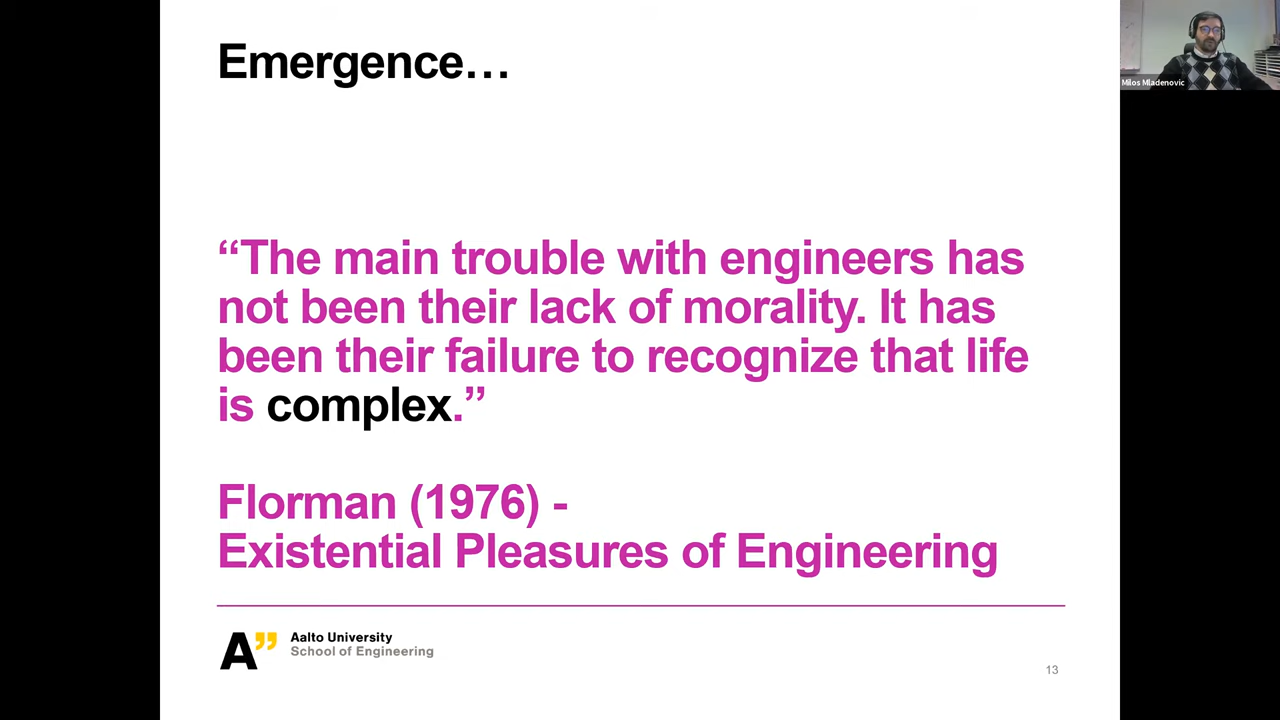 Emergence…
“The main trouble with engineers has
not been their lack of morality. It has
been their failure to recognize that life
is complex.”
Florman (1976) -
Existential Pleasures of Engineering
A”
Aalto University
School of Engineering
13
Milos Mladenovic